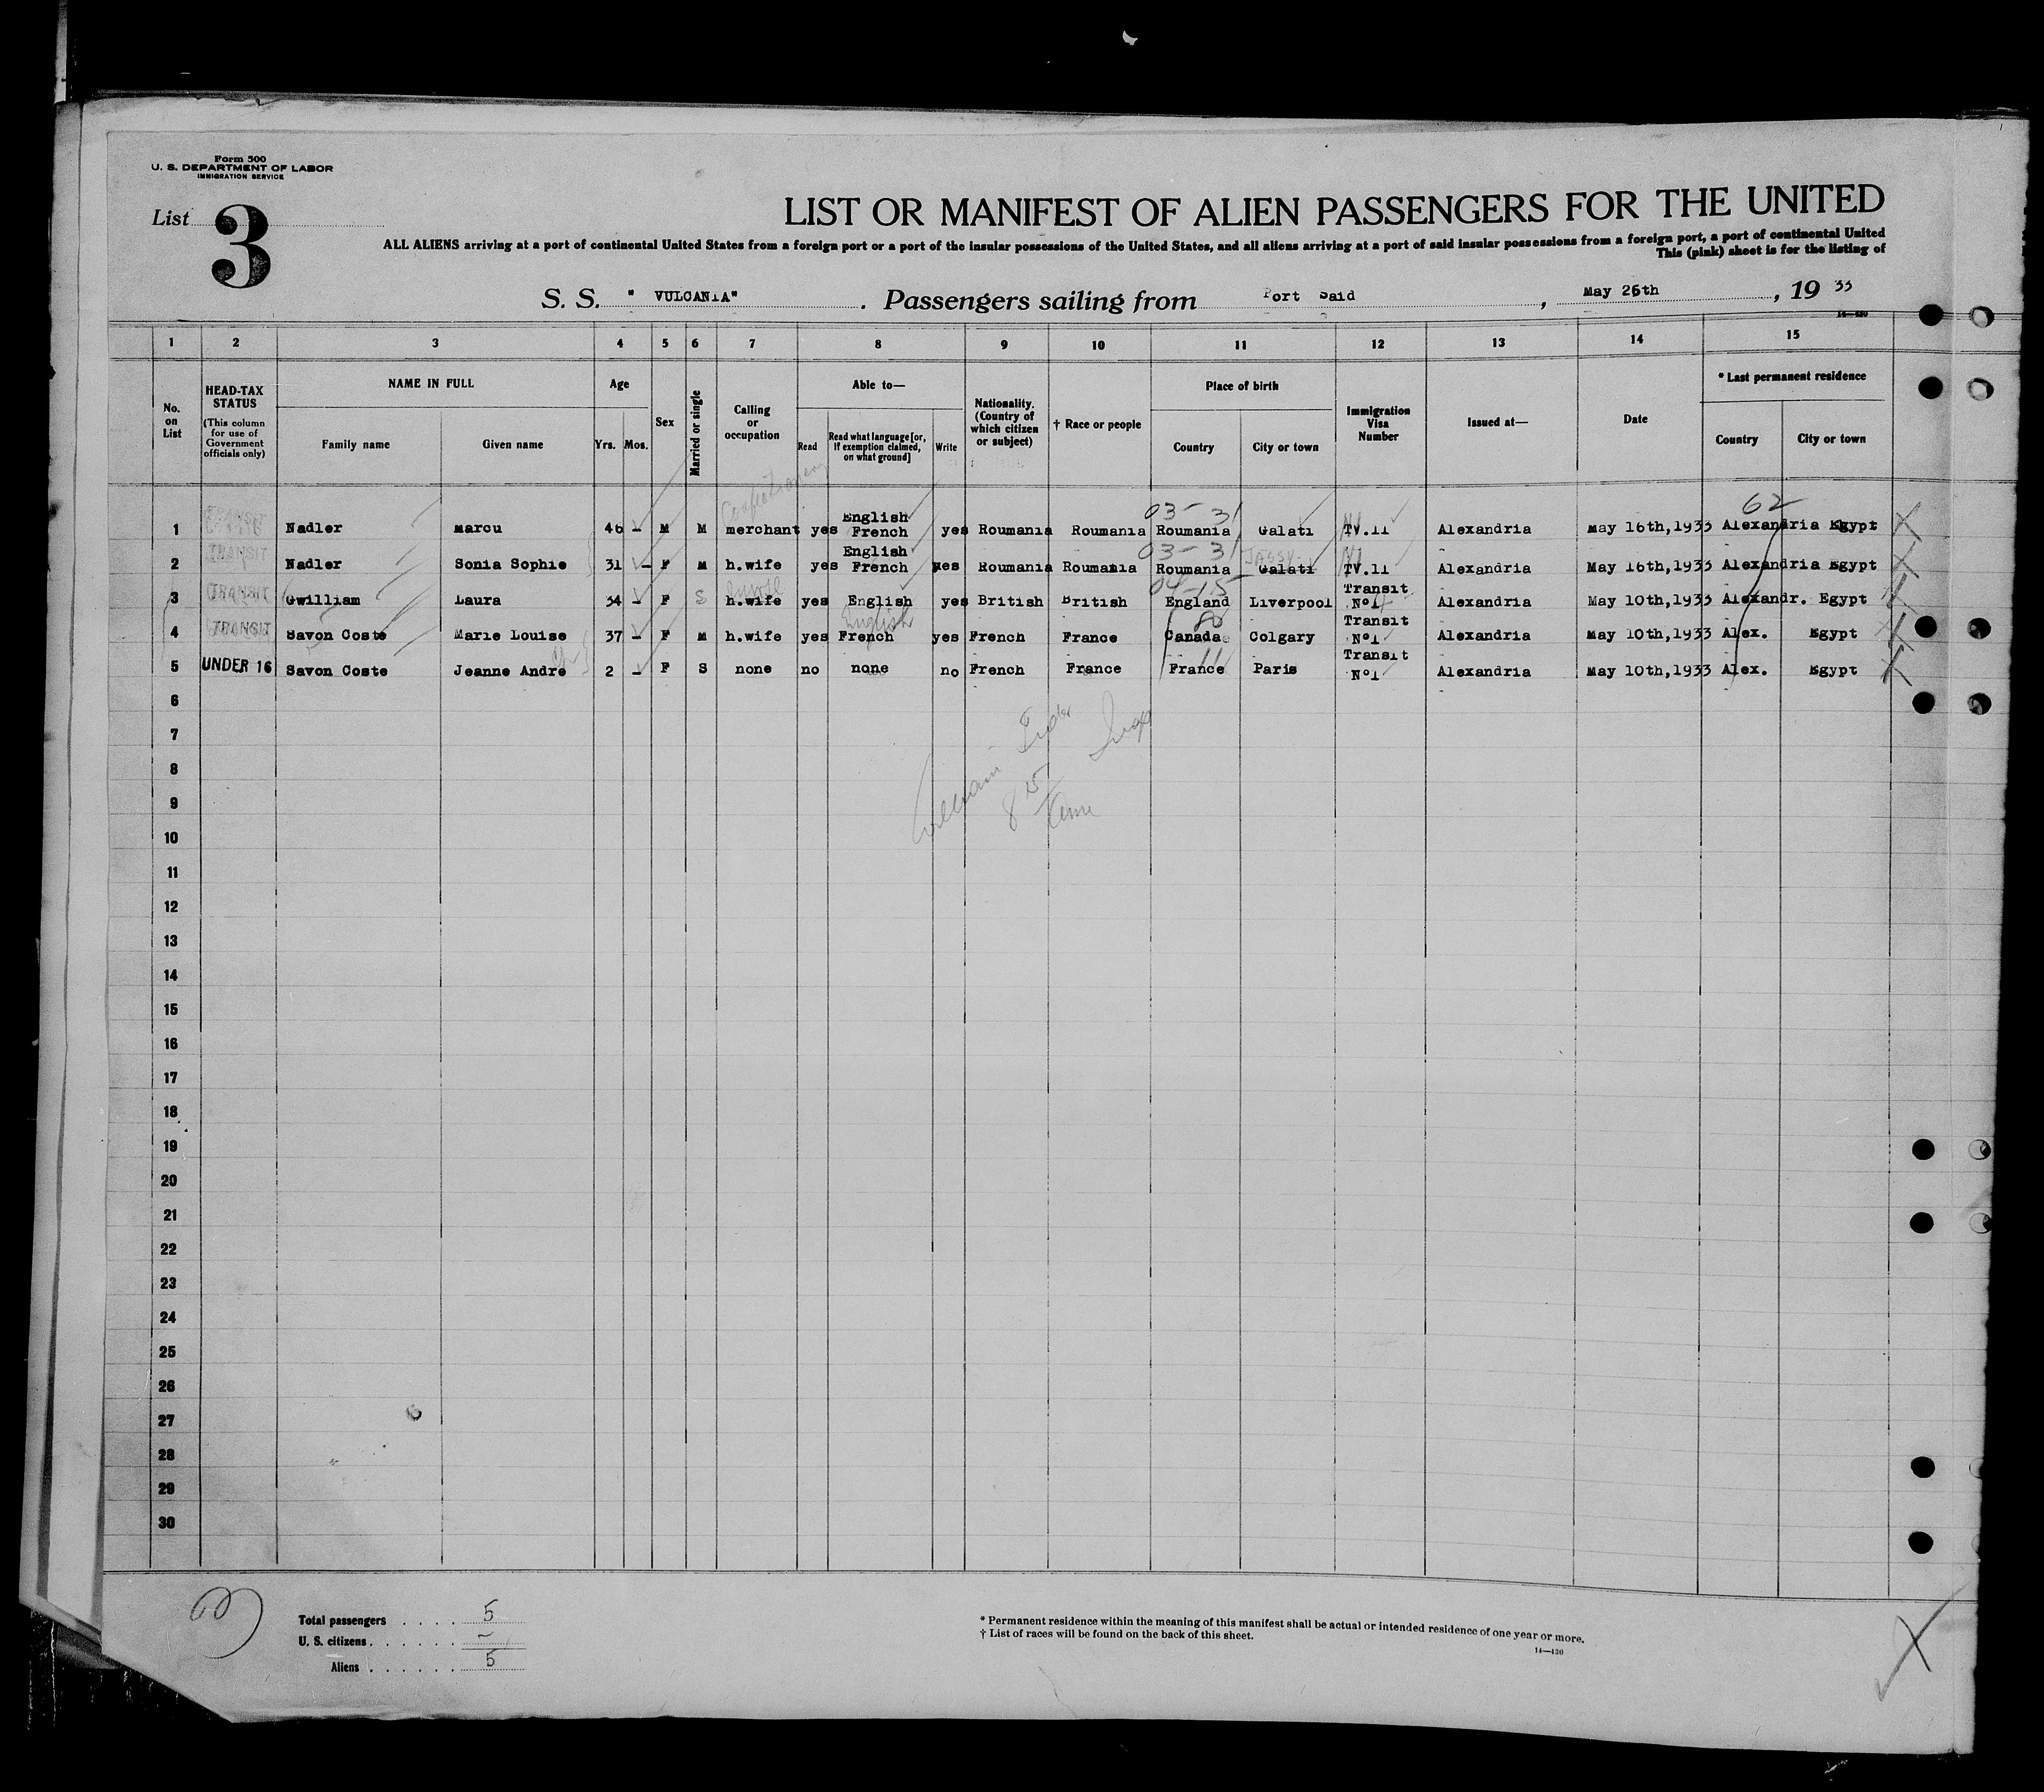 Form 500
U. S. DEPARTMENT OF LABOR
IMMIGRATION SERVICE
List 3
LIST OR MANIFEST OF ALIEN PASSENGERS FOR THE UNITED
ALL ALIENS arriving at a port of continental United States from a foreign port or a port of the insular possessions of the United States, and all aliens arriving at a port of said insular possessions from a foreign port, a port of continental United
This (pink) sheet is for the listing of
S. S. " VULCANIA" . Passengers sailing from Port Said , May 26th , 19 33
14—430
1 2 3 4 5 6 7 8 9 10 11 12 13 14 15
No. on List
HEAD-TAX STATUS
(This column for use of Government officials only)
NAME IN FULL
Family name Given name
Age
Yrs. Mos.
Sex
Married or single
Calling or occupation
Able to—
Read
Read what language [or, if exemption claimed, on what ground]
Write
Nationality. (Country of which citizen or subject)
† Race or people
Place of birth
Country City or town
Immigration Visa Number
Issued at—
Date
* Last permanent residence
Country City or town
62
03-31
1 TRANSIT Nadler Marcu 46 - M M merchant yes English French yes Roumania Roumania Roumania Galati TV.11 Alexandria May 16th,1933 Alexandria Egypt
03-31
2 TRANSIT Nadler Sonia Sophie 31 - F M h.wife yes English French yes Roumania Roumania Roumania Galati JASSY TV.11 Alexandria May 16th,1933 Alexandria Egypt
04-15
3 TRANSIT Gwilliam Laura 34 - F S h.wife yes English yes British British England Liverpool Transit No1 Alexandria May 10th,1933 Alexandr. Egypt
4 TRANSIT Savon Coste Marie Louise 37 - F M h.wife yes French English yes French France Canada Colgary Transit No1 Alexandria May 10th,1933 Alex. Egypt
11
5 UNDER 16 Savon Coste Jeanne Andre 2 - F S none no none no French France France Paris Transit No1 Alexandria May 10th,1933 Alex. Egypt
6
7
8
9
10
11
12
13
14
15
16
17
18
19
20
21
22
23
24
25
26
27
28
29
30
Total passengers . . . . 5
U. S. citizens . . . . . . –
Aliens . . . . . . 5
* Permanent residence within the meaning of this manifest shall be actual or intended residence of one year or more.
† List of races will be found on the back of this sheet.
14—430